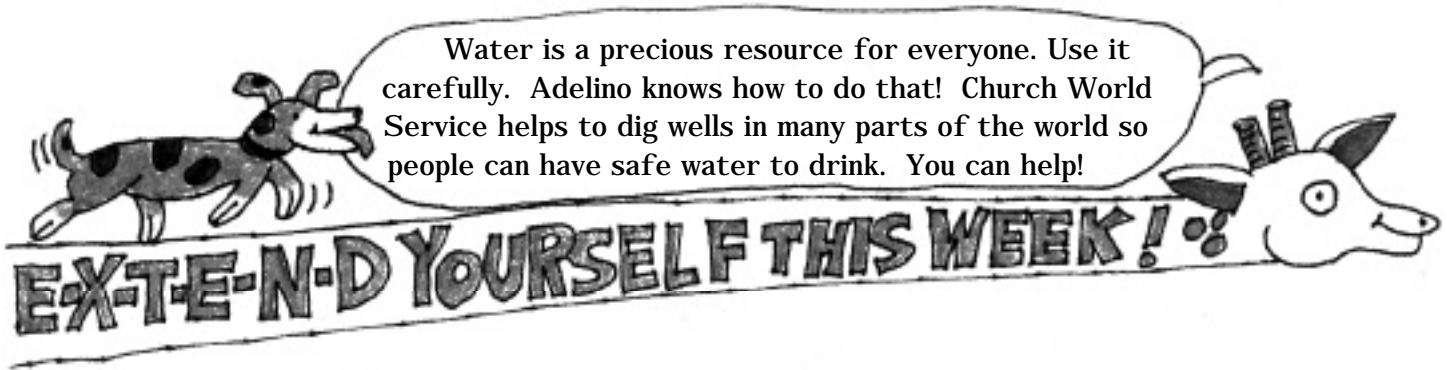 Water is a precious resource for everyone. Use it
carefully. Adelino knows how to do that! Church World
Service helps to dig wells in many parts of the world so
people can have safe water to drink. You can help!
E-X-T-E-N-D YOURSELF THIS WEEK!